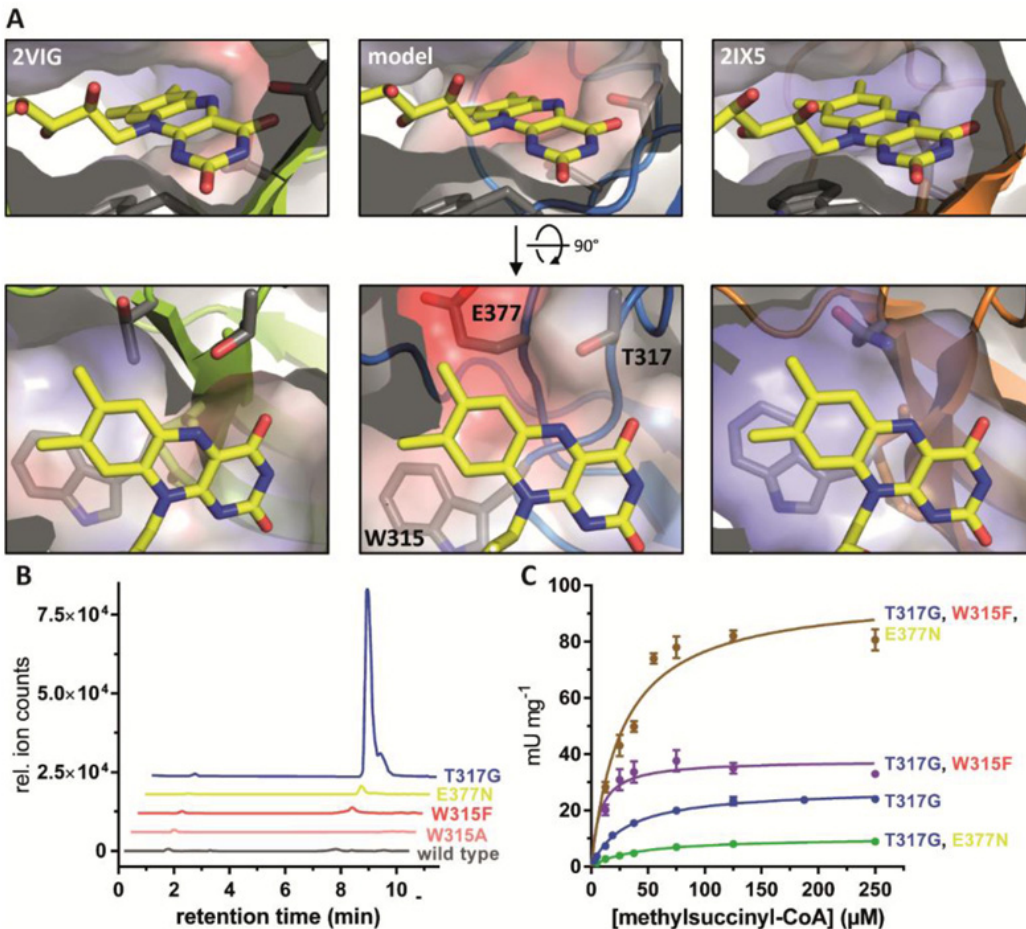 A
2VIG model 2IX5
90°
E377
T317
W315
B
7.5×10⁴
5.0×10⁴
2.5×10⁴
0
rel. ion counts
T317G
E377N
W315F
W315A
wild type
0 2 4 6 8 10
retention time (min)
C
100
80
60
40
20
0
mU mg⁻¹
T317G, W315F,
E377N
T317G, W315F
T317G
T317G, E377N
0 50 100 150 200 250
[methylsuccinyl-CoA] (µM)